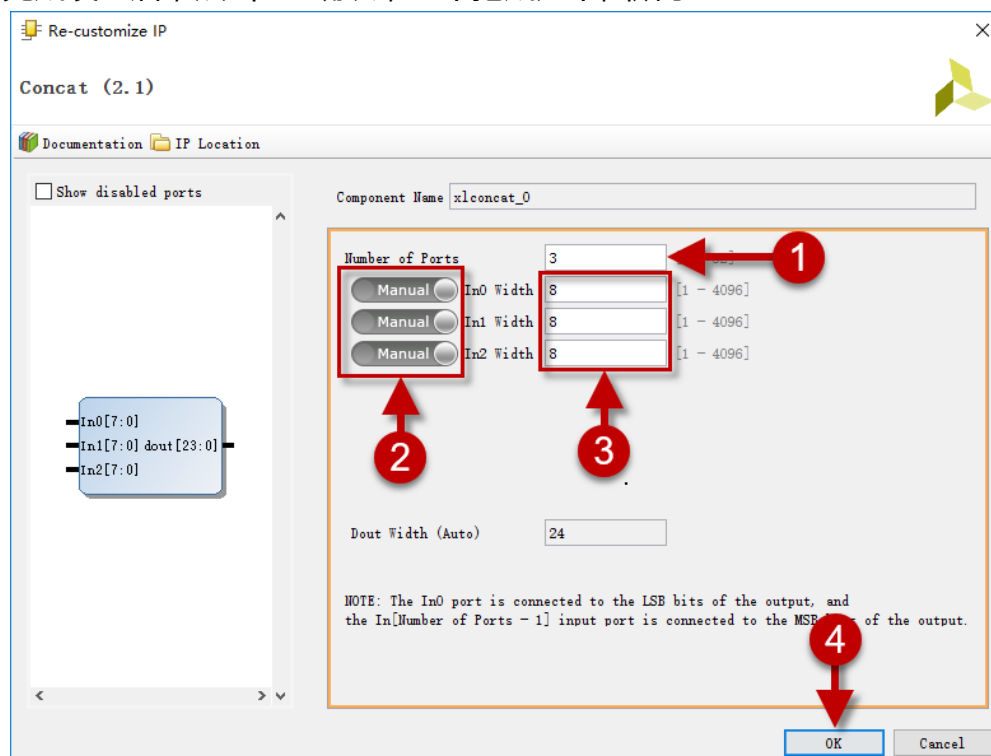 Re-customize IP
Concat (2.1)
Documentation IP Location
Show disabled ports
Component Name xlconcat_0
Number of Ports 3
1
Manual In0 Width 8 [1 - 4096]
Manual In1 Width 8 [1 - 4096]
Manual In2 Width 8 [1 - 4096]
2
3
In0[7:0]
In1[7:0] dout[23:0]
In2[7:0]
Dout Width (Auto) 24
NOTE: The In0 port is connected to the LSB bits of the output, and
the In[Number of Ports - 1] input port is connected to the MSB of the output.
4
OK Cancel